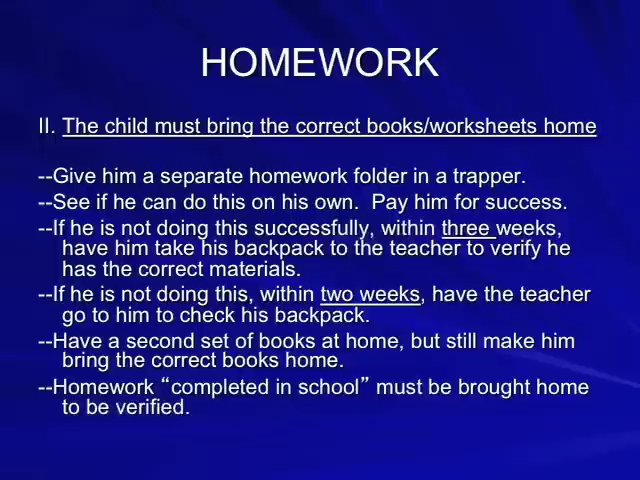 HOMEWORK
II. The child must bring the correct books/worksheets home
--Give him a separate homework folder in a trapper.
--See if he can do this on his own.  Pay him for success.
--If he is not doing this successfully, within three weeks,
have him take his backpack to the teacher to verify he
has the correct materials.
--If he is not doing this, within two weeks, have the teacher
go to him to check his backpack.
--Have a second set of books at home, but still make him
bring the correct books home.
--Homework “completed in school” must be brought home
to be verified.